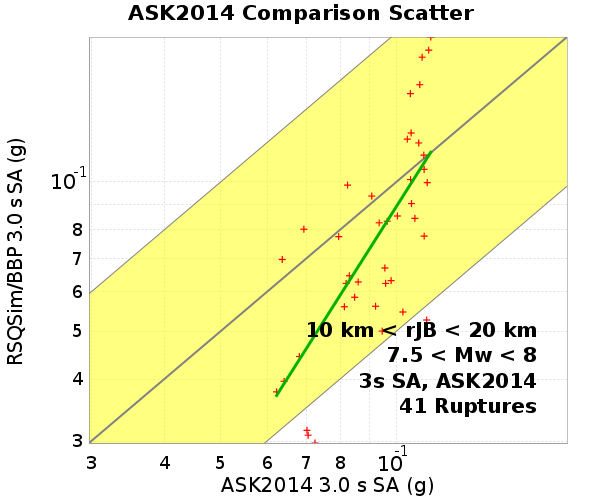 ASK2014 Comparison Scatter
RSQSim/BBP 3.0 s SA (g)
10⁻¹
8
7
6
5
4
3
10 km < rJB < 20 km
7.5 < Mw < 8
3s SA, ASK2014
41 Ruptures
3 4 5 6 7 8 10⁻¹
ASK2014 3.0 s SA (g)